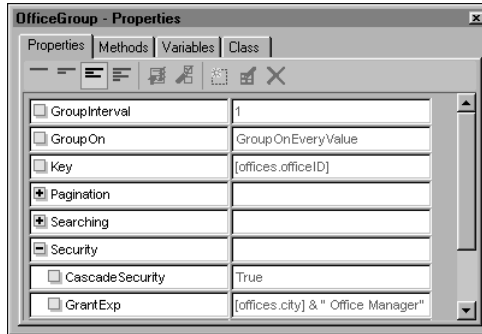 OfficeGroup - Properties
Properties Methods Variables Class
GroupInterval 1
GroupOn GroupOnEveryValue
Key [offices.officeID]
Pagination
Searching
Security
CascadeSecurity True
GrantExp [offices.city] & " Office Manager"